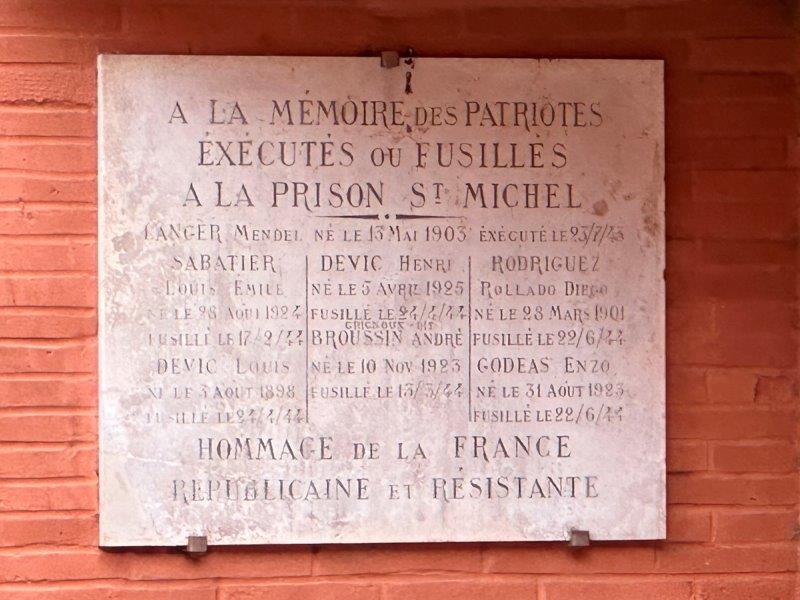 A LA MÉMOIRE DES PATRIOTES
EXÉCUTÉS OU FUSILLÉS
A LA PRISON ST MICHEL
LANGER MENDEL NÉ LE 13 MAI 1903 EXÉCUTÉ LE 23/7/43
SABATIER
LOUIS EMILE
NÉ LE 28 AOUT 1924
FUSILLÉ LE 17/2/44
DEVIC LOUIS
NÉ LE 3 AOUT 1898
FUSILLÉ LE 24/4/44
DEVIC HENRI
NÉ LE 5 AVRIL 1925
FUSILLÉ LE 24/4/44
GRIGNOUX DIT
BROUSSIN ANDRÉ
NÉ LE 10 NOV 1923
FUSILLÉ LE 13/3/44
RODRIGUEZ
ROLLADO DIEGO
NÉ LE 28 MARS 1901
FUSILLÉ LE 22/6/44
GODEAS ENZO
NÉ LE 31 AOÛT 1923
FUSILLÉ LE 22/6/44
HOMMAGE DE LA FRANCE
REPUBLICAINE ET RÉSISTANTE